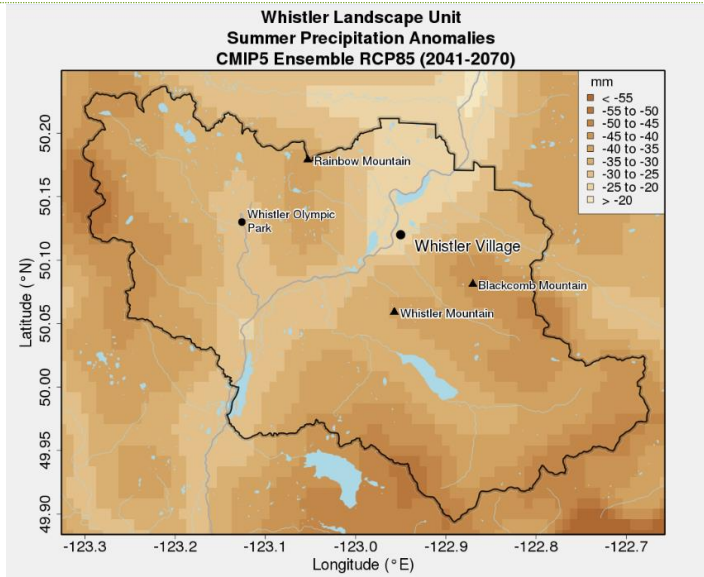 Whistler Landscape Unit
Summer Precipitation Anomalies
CMIP5 Ensemble RCP85 (2041-2070)
mm
< -55
-55 to -50
-50 to -45
-45 to -40
-40 to -35
-35 to -30
-30 to -25
-25 to -20
> -20
Rainbow Mountain
Whistler Olympic
Park
Whistler Village
Blackcomb Mountain
Whistler Mountain
Latitude (°N)
50.20
50.15
50.10
50.05
50.00
49.95
49.90
-123.3 -123.2 -123.1 -123.0 -122.9 -122.8 -122.7
Longitude (°E)